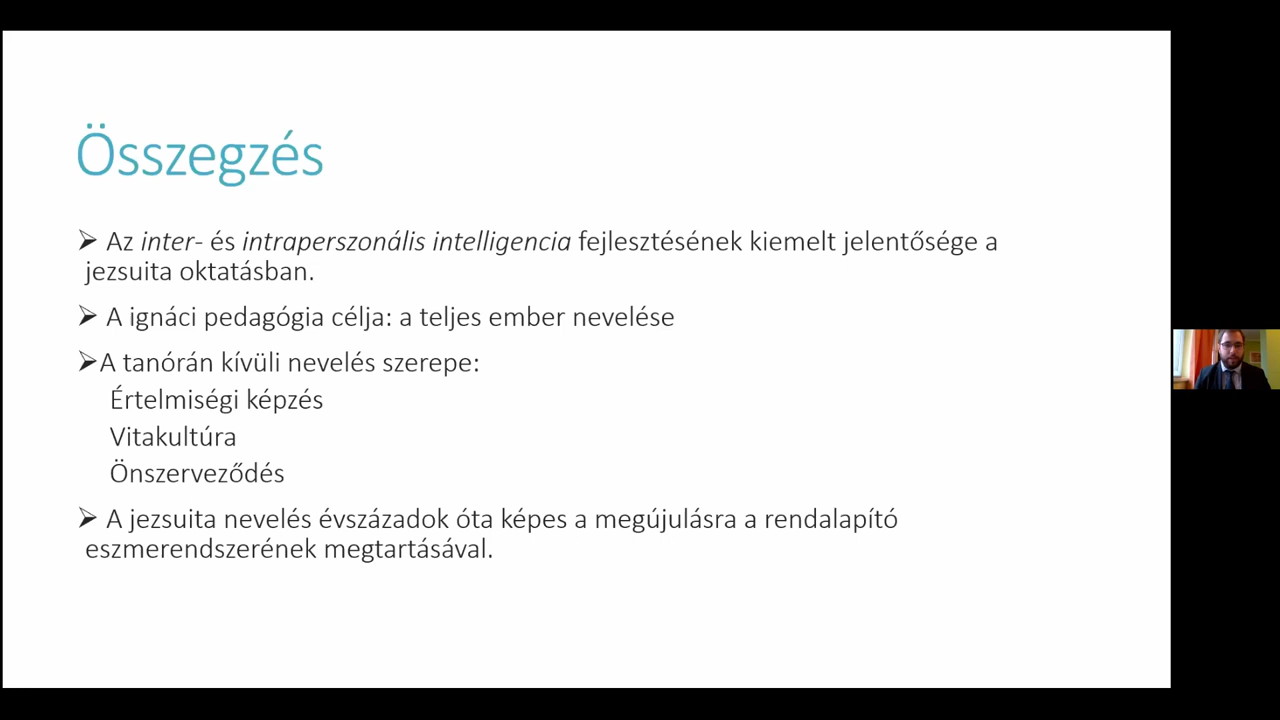 Összegzés
➢ Az inter- és intraperszonális intelligencia fejlesztésének kiemelt jelentősége a
jezsuita oktatásban.
➢ A ignáci pedagógia célja: a teljes ember nevelése
➢A tanórán kívüli nevelés szerepe:
Értelmiségi képzés
Vitakultúra
Önszerveződés
➢ A jezsuita nevelés évszázadok óta képes a megújulásra a rendalapító
eszmerendszerének megtartásával.